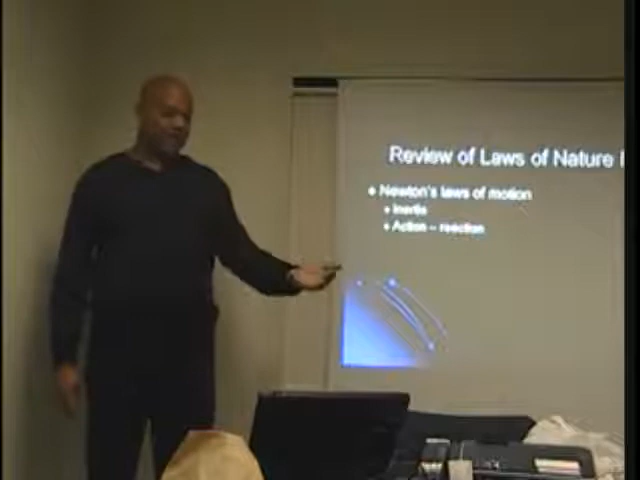 Review of Laws of Nature
• Newton's laws of motion
• Inertia
• Action – reaction